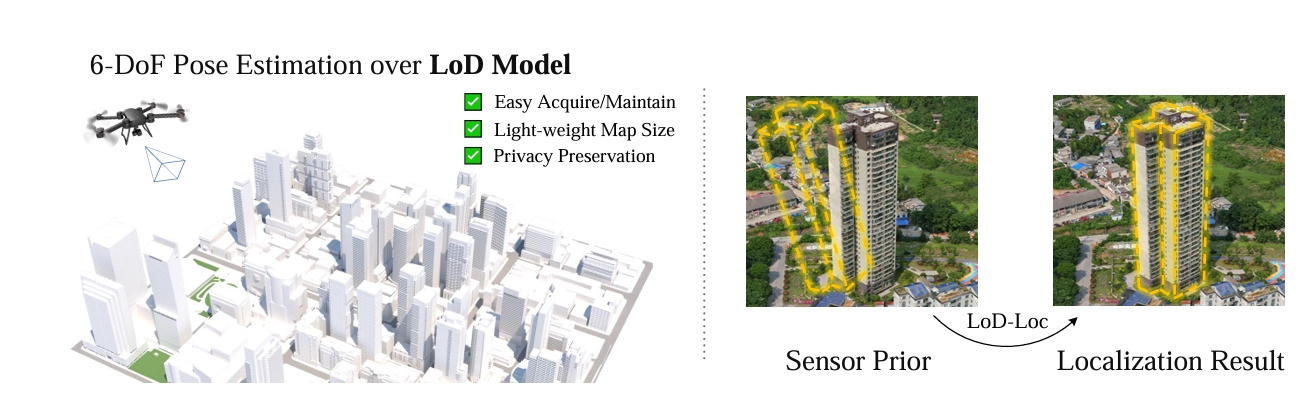 6-DoF Pose Estimation over LoD Model
Easy Acquire/Maintain
Light-weight Map Size
Privacy Preservation
LoD-Loc
Sensor Prior
Localization Result